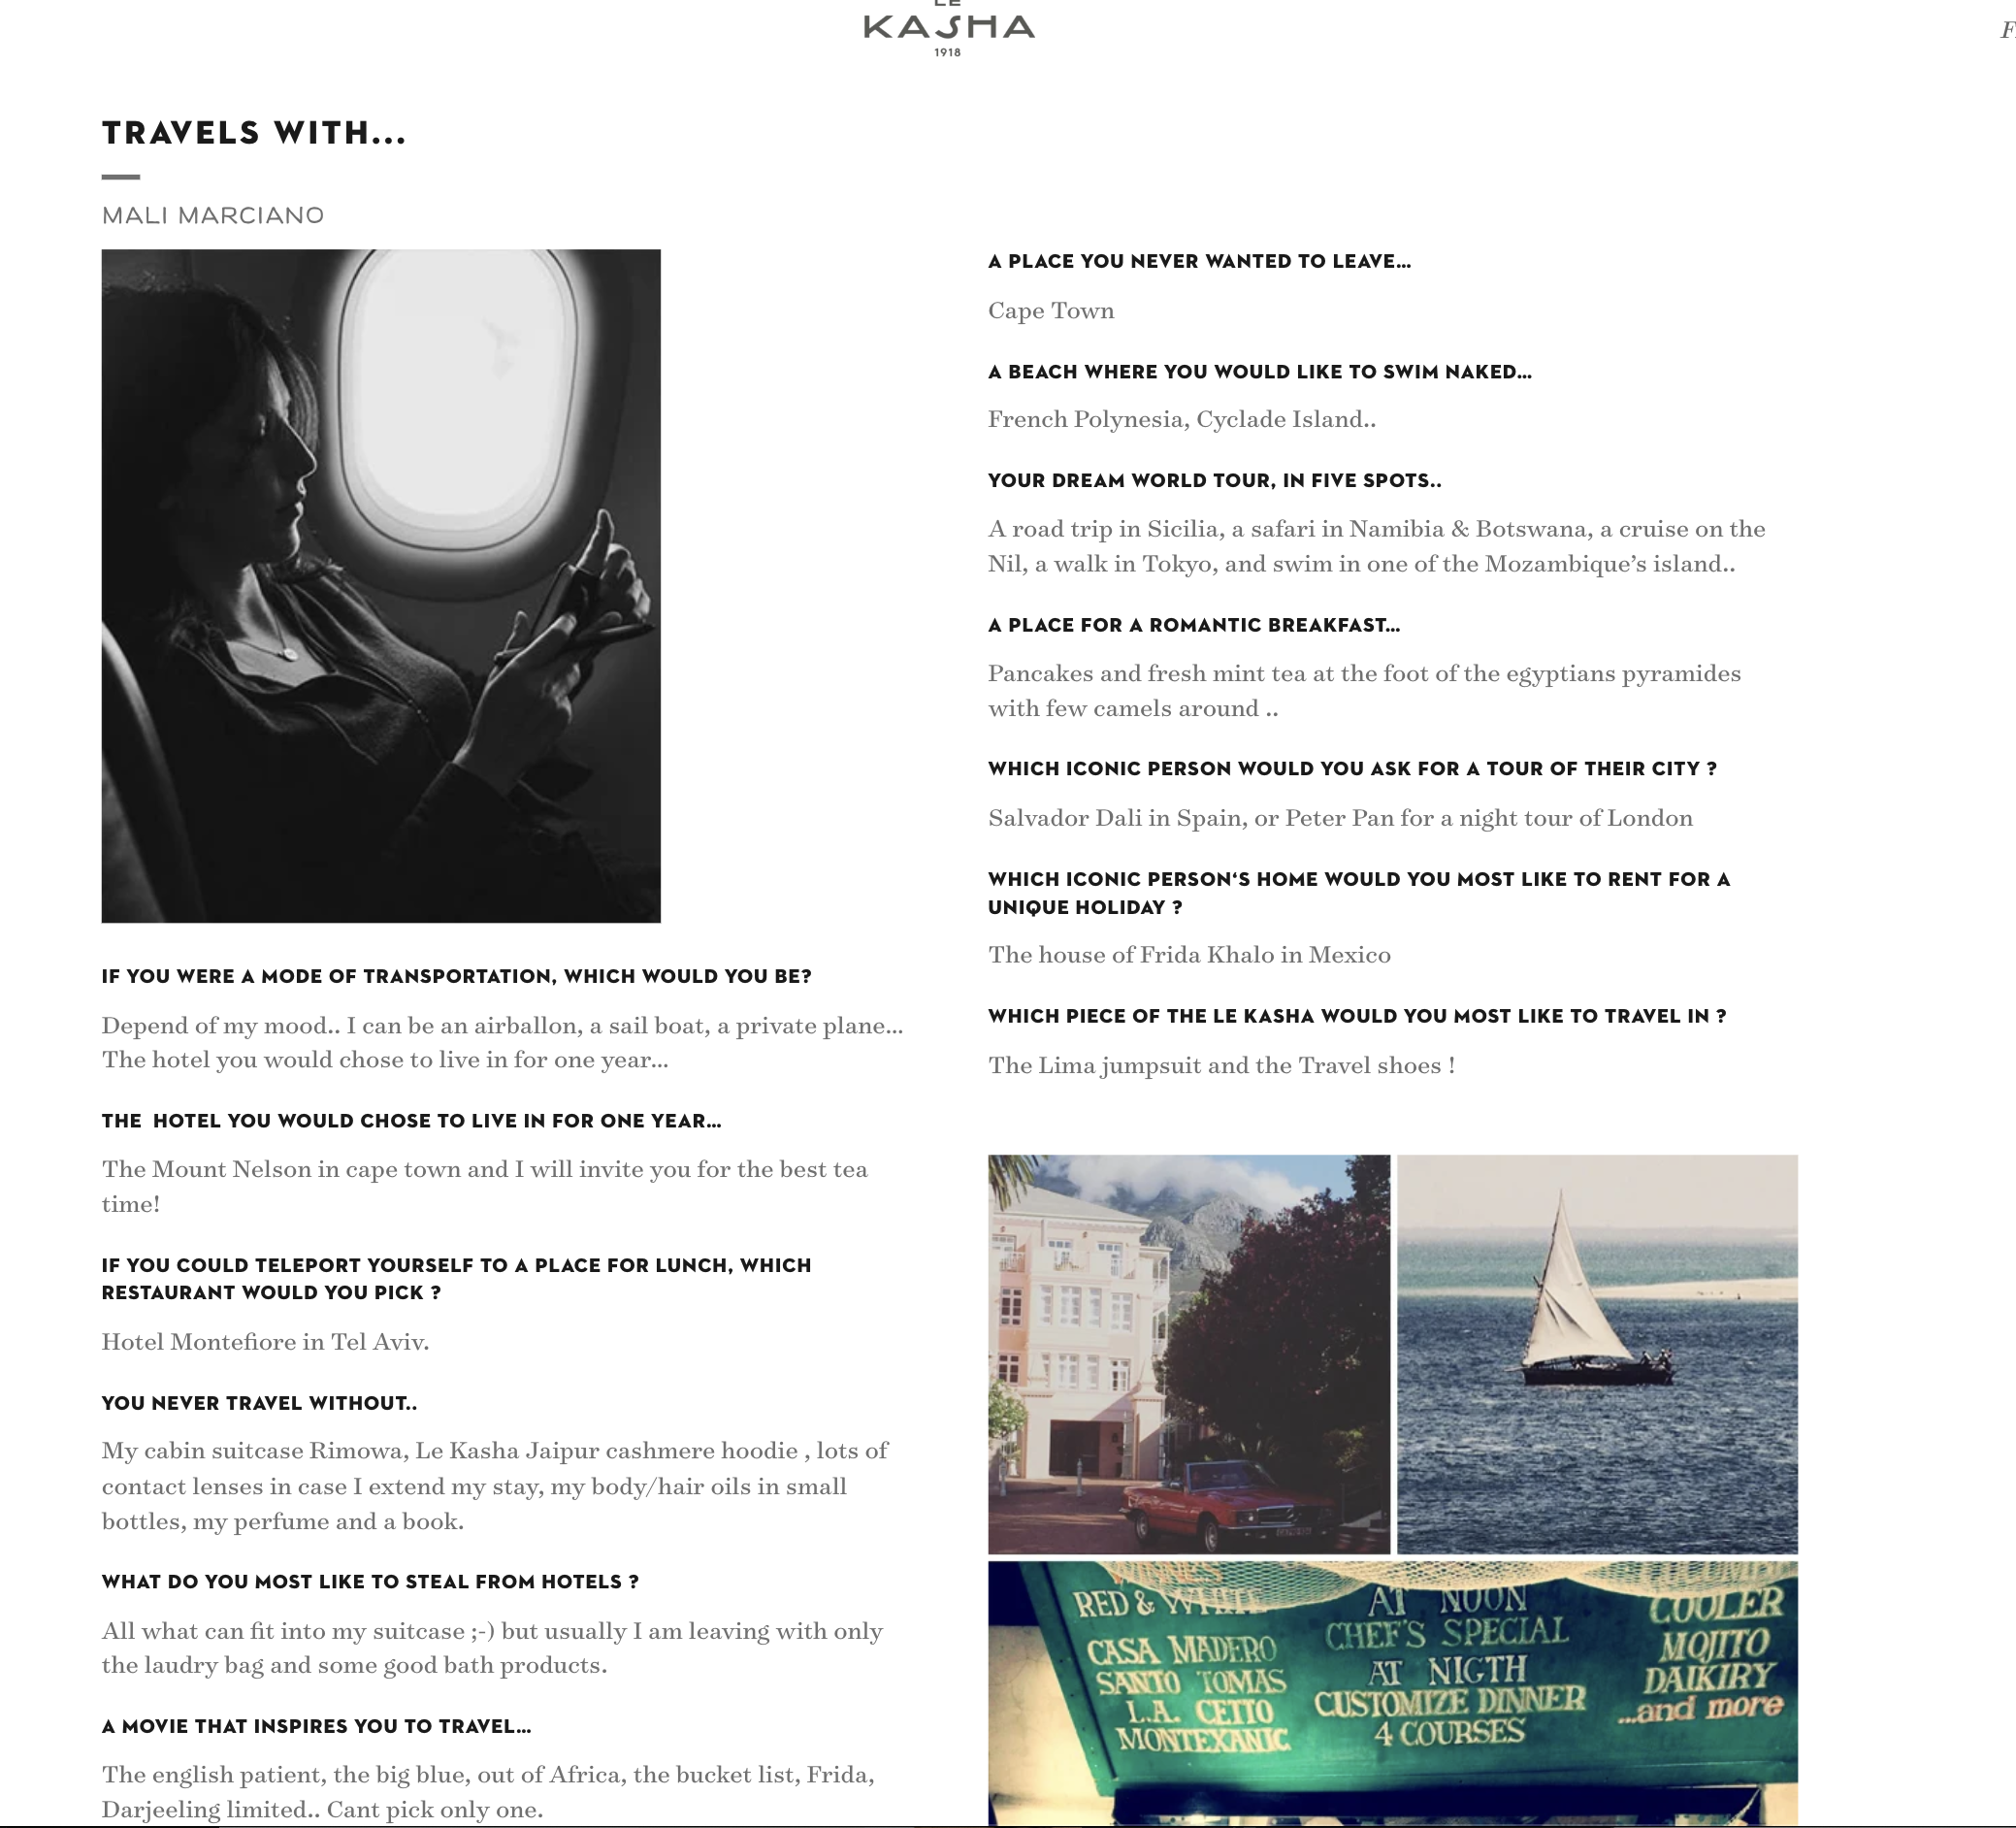 LE
KASHA
1918
TRAVELS WITH...
MALI MARCIANO
IF YOU WERE A MODE OF TRANSPORTATION, WHICH WOULD YOU BE?
Depend of my mood.. I can be an airballon, a sail boat, a private plane...
The hotel you would chose to live in for one year...
THE HOTEL YOU WOULD CHOSE TO LIVE IN FOR ONE YEAR...
The Mount Nelson in cape town and I will invite you for the best tea
time!
IF YOU COULD TELEPORT YOURSELF TO A PLACE FOR LUNCH, WHICH
RESTAURANT WOULD YOU PICK ?
Hotel Montefiore in Tel Aviv.
YOU NEVER TRAVEL WITHOUT..
My cabin suitcase Rimowa, Le Kasha Jaipur cashmere hoodie , lots of
contact lenses in case I extend my stay, my body/hair oils in small
bottles, my perfume and a book.
WHAT DO YOU MOST LIKE TO STEAL FROM HOTELS ?
All what can fit into my suitcase ;-) but usually I am leaving with only
the laudry bag and some good bath products.
A MOVIE THAT INSPIRES YOU TO TRAVEL...
The english patient, the big blue, out of Africa, the bucket list, Frida,
Darjeeling limited.. Cant pick only one.
A PLACE YOU NEVER WANTED TO LEAVE...
Cape Town
A BEACH WHERE YOU WOULD LIKE TO SWIM NAKED...
French Polynesia, Cyclade Island..
YOUR DREAM WORLD TOUR, IN FIVE SPOTS..
A road trip in Sicilia, a safari in Namibia & Botswana, a cruise on the
Nil, a walk in Tokyo, and swim in one of the Mozambique's island..
A PLACE FOR A ROMANTIC BREAKFAST...
Pancakes and fresh mint tea at the foot of the egyptians pyramides
with few camels around ..
WHICH ICONIC PERSON WOULD YOU ASK FOR A TOUR OF THEIR CITY ?
Salvador Dali in Spain, or Peter Pan for a night tour of London
WHICH ICONIC PERSON‘S HOME WOULD YOU MOST LIKE TO RENT FOR A
UNIQUE HOLIDAY ?
The house of Frida Khalo in Mexico
WHICH PIECE OF THE LE KASHA WOULD YOU MOST LIKE TO TRAVEL IN ?
The Lima jumpsuit and the Travel shoes !
RED & WHITE
CASA MADERO
SANTO TOMAS
L.A. CETTO
MONTEXANIC
AT NOON
CHEF'S SPECIAL
AT NIGTH
CUSTOMIZE DINNER
4 COURSES
COOLER
MOJITO
DAIKIRY
...and more